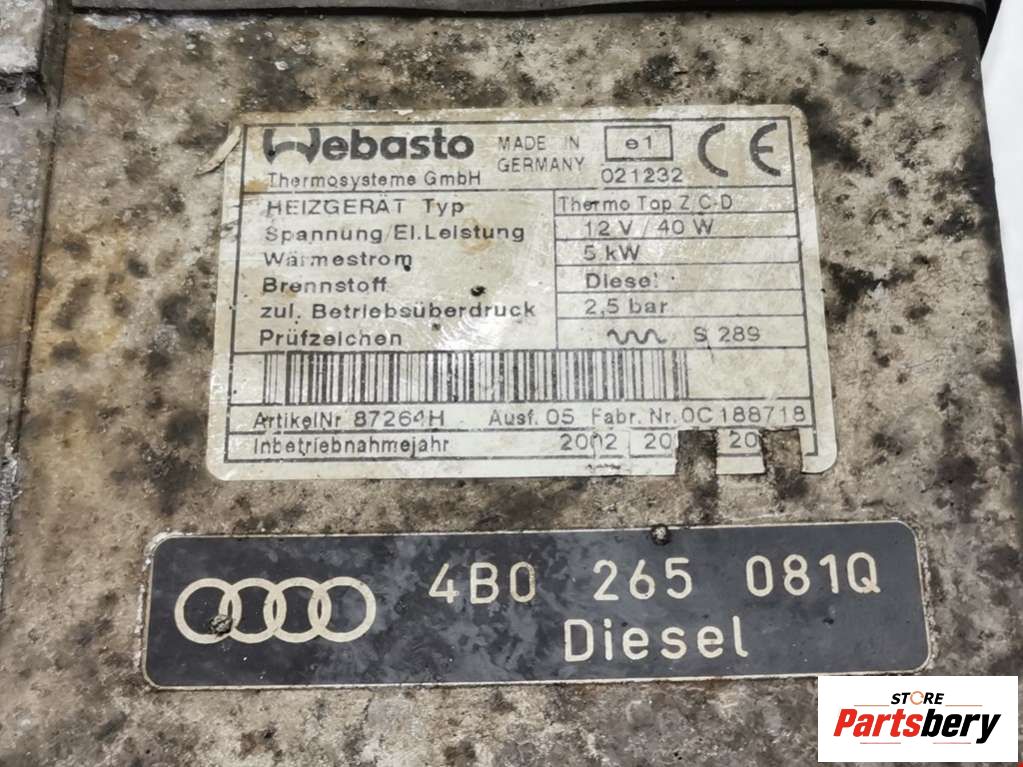 Webasto
Thermosysteme GmbH
MADE IN
GERMANY
e1
021232
CE
HEIZGERÄT Typ Thermo Top Z/C-D
Spannung/El.Leistung 12 V / 40 W
Wärmestrom 5 kW
Brennstoff Diesel
zul. Betriebsüberdruck 2,5 bar
Prüfzeichen S 289
ArtikelNr 87264H Ausf. 05 Fabr. Nr. 0C188718
Inbetriebnahmejahr 2002 20 20
4B0 265 081Q
Diesel
STORE
Partsbery